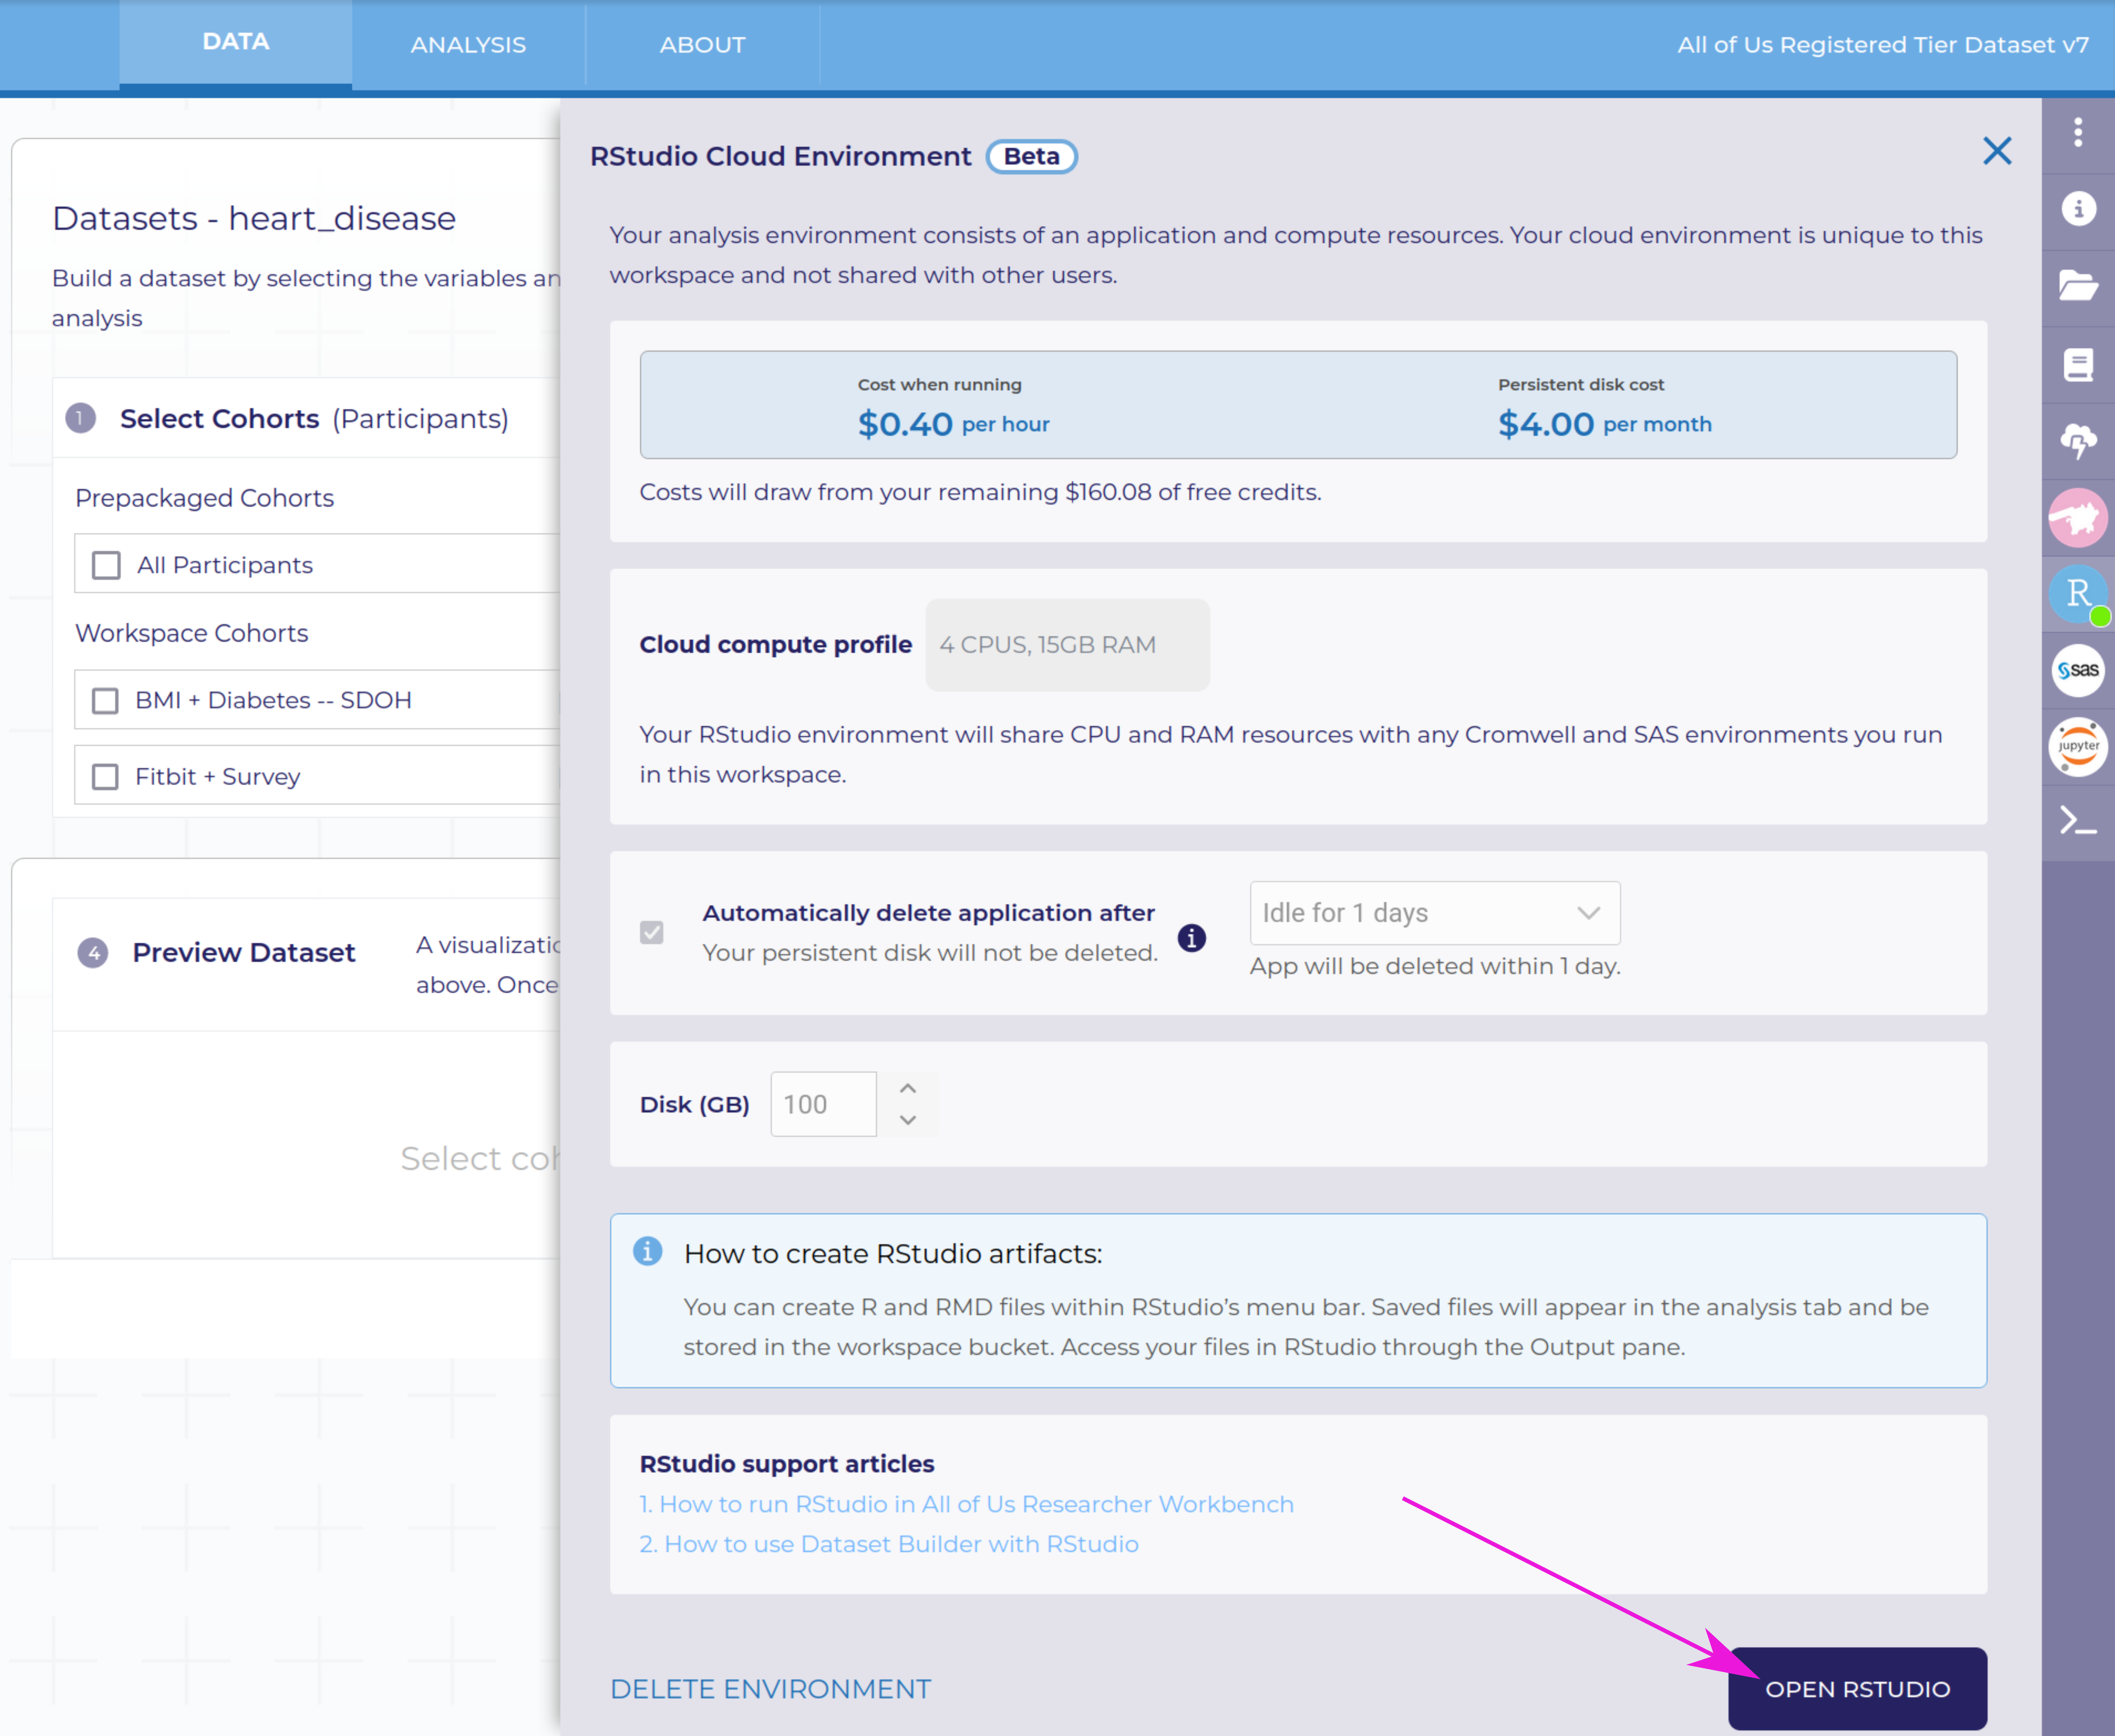 DATA
ANALYSIS
ABOUT
All of Us Registered Tier Dataset v7
Datasets - heart_disease
Build a dataset by selecting the variables an
analysis
1 Select Cohorts (Participants)
Prepackaged Cohorts
All Participants
Workspace Cohorts
BMI + Diabetes -- SDOH
Fitbit + Survey
4 Preview Dataset
A visualizatic
above. Once
Select coh
RStudio Cloud Environment Beta
Your analysis environment consists of an application and compute resources. Your cloud environment is unique to this
workspace and not shared with other users.
Cost when running
$0.40 per hour
Persistent disk cost
$4.00 per month
Costs will draw from your remaining $160.08 of free credits.
Cloud compute profile 4 CPUS, 15GB RAM
Your RStudio environment will share CPU and RAM resources with any Cromwell and SAS environments you run
in this workspace.
Automatically delete application after
Your persistent disk will not be deleted.
i
Idle for 1 days
App will be deleted within 1 day.
Disk (GB) 100
i How to create RStudio artifacts:
You can create R and RMD files within RStudio's menu bar. Saved files will appear in the analysis tab and be
stored in the workspace bucket. Access your files in RStudio through the Output pane.
RStudio support articles
1. How to run RStudio in All of Us Researcher Workbench
2. How to use Dataset Builder with RStudio
DELETE ENVIRONMENT
OPEN RSTUDIO
i
R
sas
jupyter